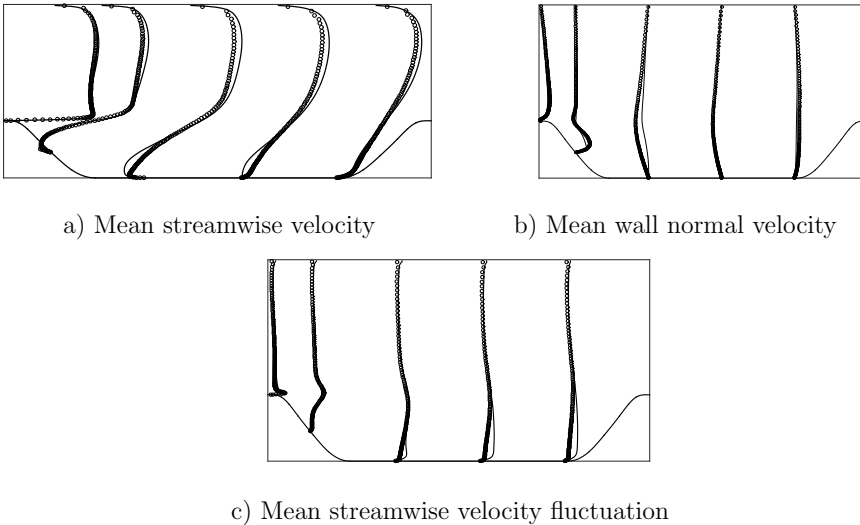 a) Mean streamwise velocity
b) Mean wall normal velocity
c) Mean streamwise velocity fluctuation